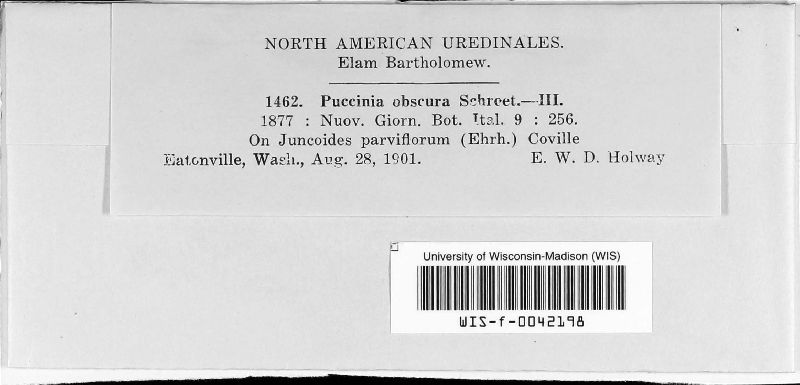 NORTH AMERICAN UREDINALES.
Elam Bartholomew.
1462. Puccinia obscura Schroet.—III.
1877 : Nuov. Giorn. Bot. Ital. 9 : 256.
On Juncoides parviflorum (Ehrh.) Coville
Eatonville, Wash., Aug. 28, 1901. E. W. D. Holway
University of Wisconsin-Madison (WIS)
WIS-f-0042198